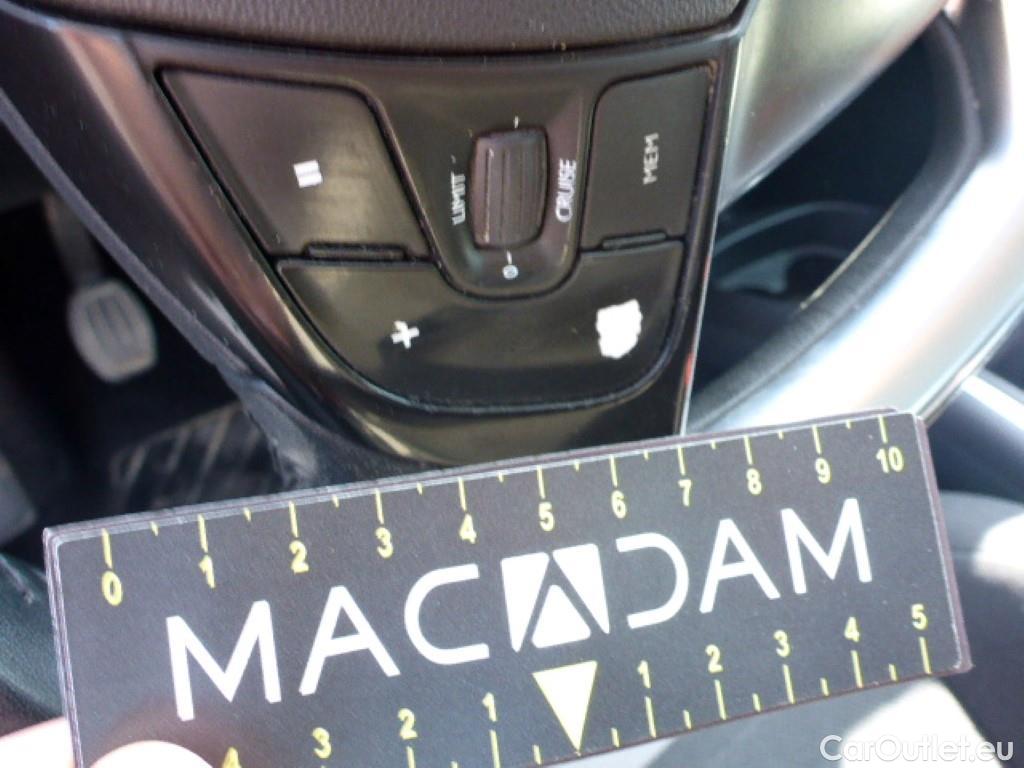 LIMIT
CRUISE
MEM
+
0 1 2 3 4 5 6 7 8 9 10
MACADAM
4 3 2 1 1 2 3 4 5
CarOutlet.eu